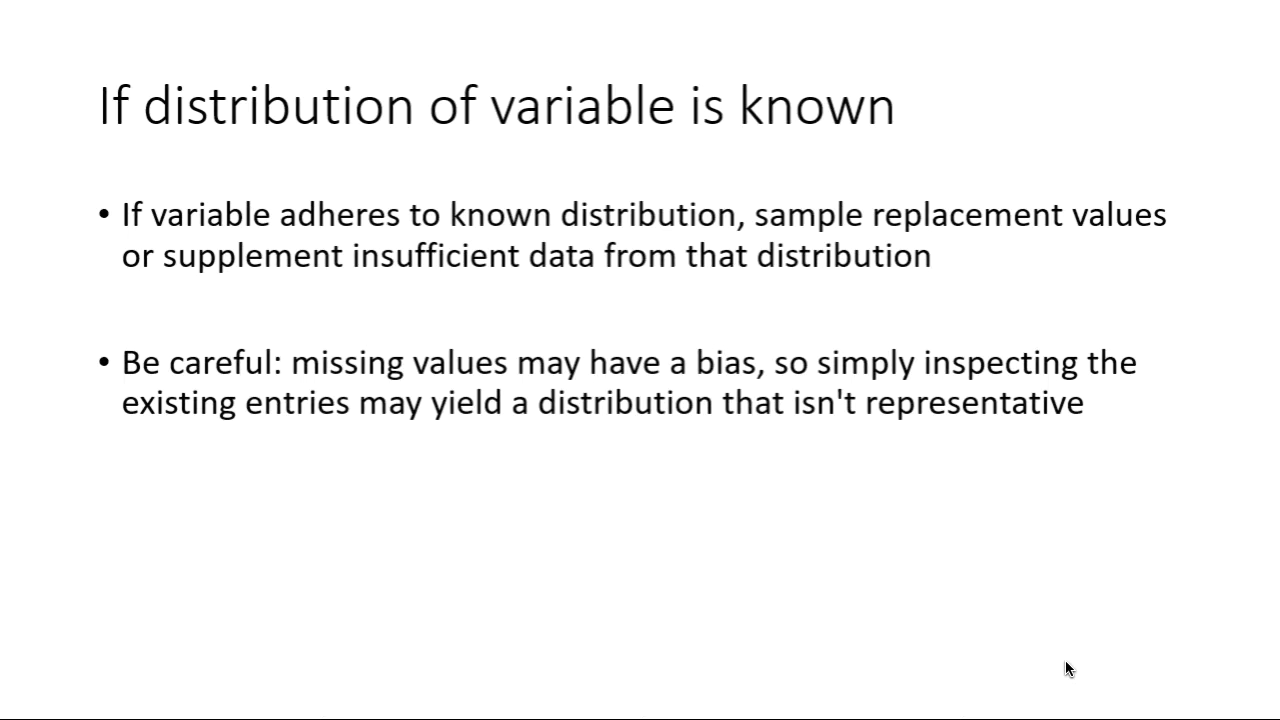 If distribution of variable is known
• If variable adheres to known distribution, sample replacement values
or supplement insufficient data from that distribution
• Be careful: missing values may have a bias, so simply inspecting the
existing entries may yield a distribution that isn't representative